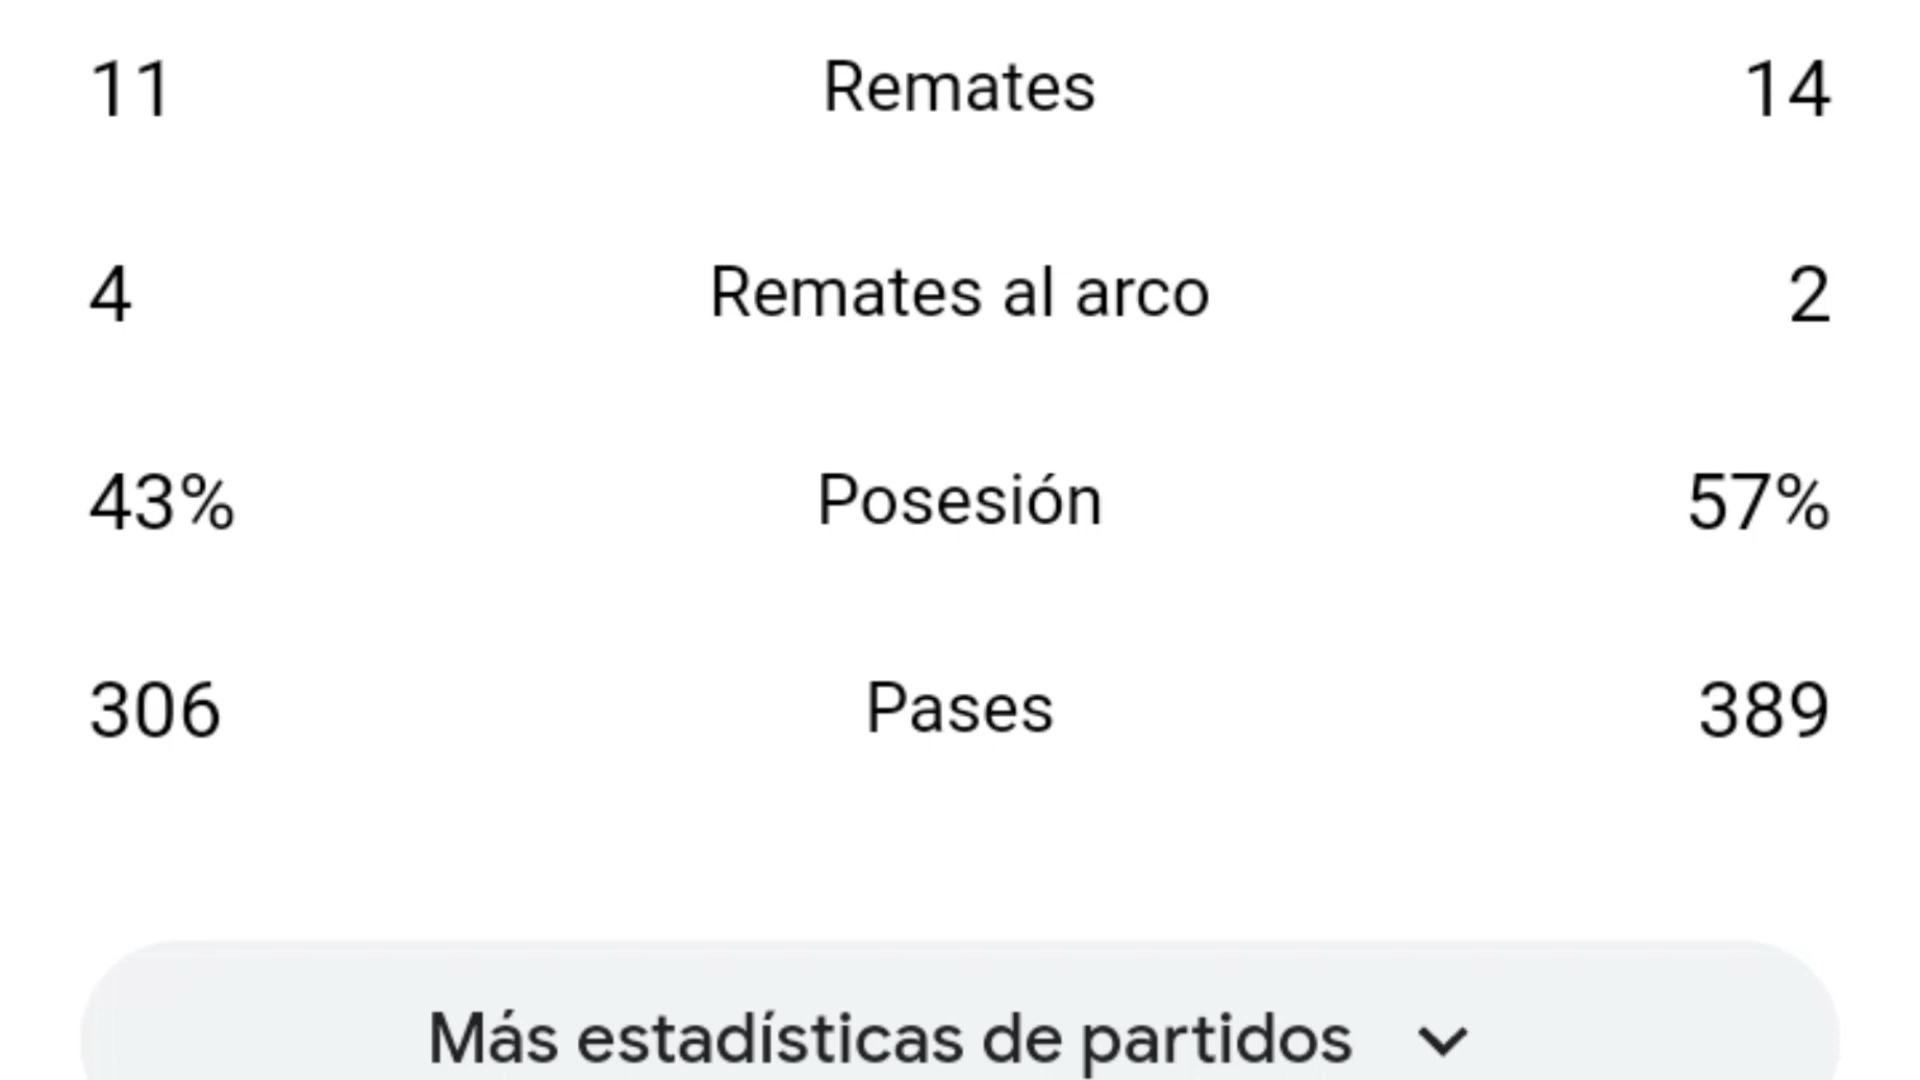 11 Remates 14
4 Remates al arco 2
43% Posesión 57%
306 Pases 389
Más estadísticas de partidos